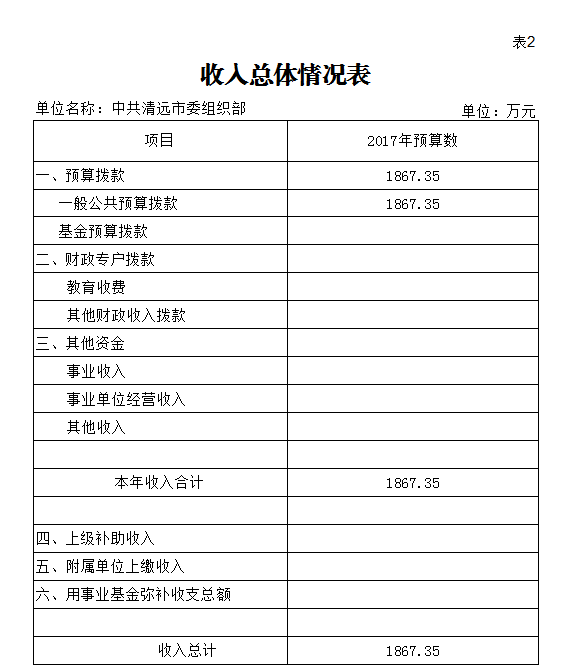 表2
收入总体情况表
单位名称：中共清远市委组织部 单位：万元
项目 2017年预算数
一、预算拨款 1867.35
一般公共预算拨款 1867.35
基金预算拨款
二、财政专户拨款
教育收费
其他财政收入拨款
三、其他资金
事业收入
事业单位经营收入
其他收入
本年收入合计 1867.35
四、上级补助收入
五、附属单位上缴收入
六、用事业基金弥补收支总额
收入总计 1867.35